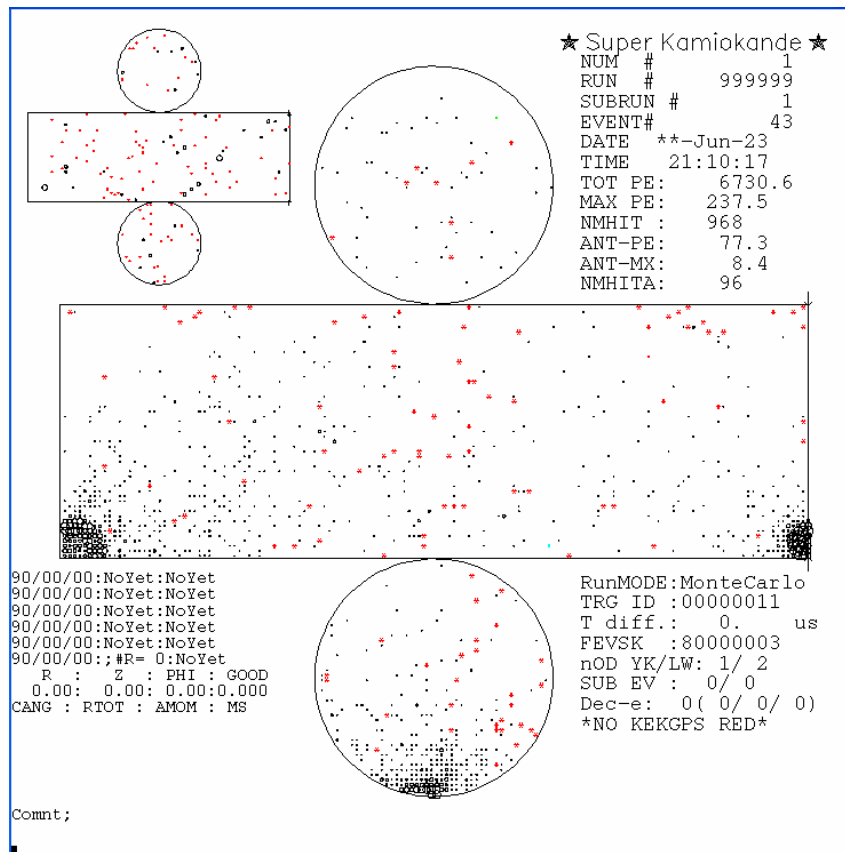 ★ Super Kamiokande ★
NUM # 1
RUN # 999999
SUBRUN # 1
EVENT# 43
DATE **-Jun-23
TIME 21:10:17
TOT PE: 6730.6
MAX PE: 237.5
NMHIT : 968
ANT-PE: 77.3
ANT-MX: 8.4
NMHITA: 96
90/00/00:NoYet:NoYet
90/00/00:NoYet:NoYet
90/00/00:NoYet:NoYet
90/00/00:NoYet:NoYet
90/00/00:NoYet:NoYet
90/00/00:;#R= 0:NoYet
R : Z : PHI : GOOD
0.00: 0.00: 0.00:0.000
CANG : RTOT : AMOM : MS
RunMODE:MonteCarlo
TRG ID :00000011
T diff.: 0. us
FEVSK :80000003
nOD YK/LW: 1/ 2
SUB EV : 0/ 0
Dec-e: 0( 0/ 0/ 0)
*NO KEKGPS RED*
Comnt;